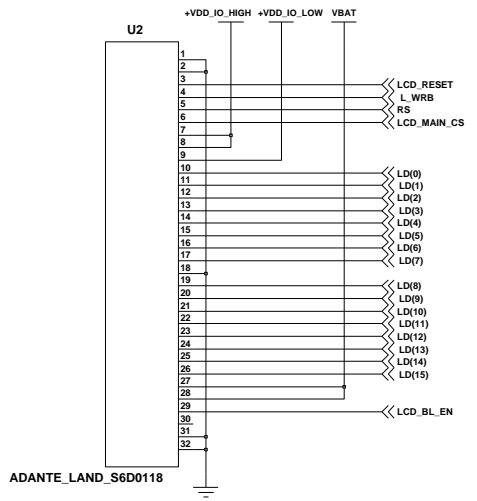 +VDD_IO_HIGH +VDD_IO_LOW VBAT
U2
1
2
3 LCD_RESET
4 L_WRB
5 RS
6 LCD_MAIN_CS
7
8
9
10 LD(0)
11 LD(1)
12 LD(2)
13 LD(3)
14 LD(4)
15 LD(5)
16 LD(6)
17 LD(7)
18
19 LD(8)
20 LD(9)
21 LD(10)
22 LD(11)
23 LD(12)
24 LD(13)
25 LD(14)
26 LD(15)
27
28
29 LCD_BL_EN
30
31
32
ADANTE_LAND_S6D0118